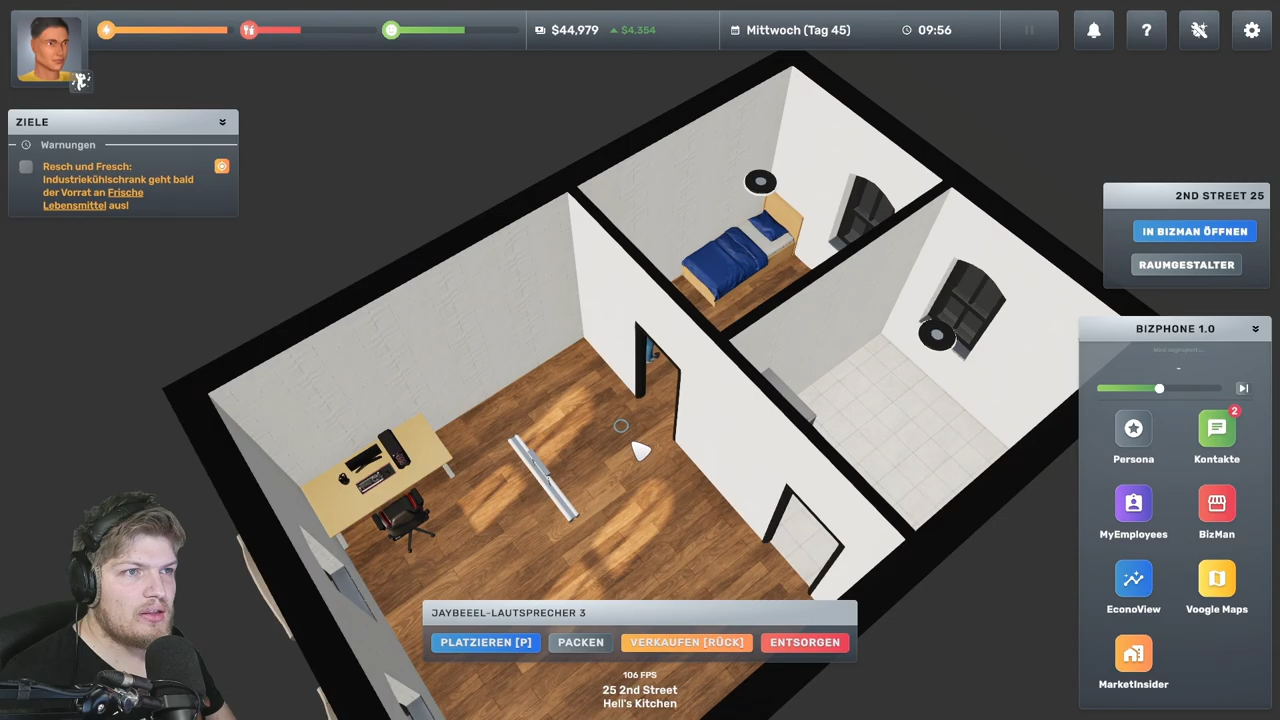 $44,979
$4,354
Mittwoch (Tag 45)
09:56
?
ZIELE
Warnungen
Resch und Fresch:
Industriekühlschrank geht bald
der Vorrat an Frische
Lebensmittel aus!
2ND STREET 25
IN BIZMAN ÖFFNEN
RAUMGESTALTER
BIZPHONE 1.0
-
2
Persona
Kontakte
MyEmployees
BizMan
EconoView
Voogle Maps
MarketInsider
JAYBEEEL-LAUTSPRECHER 3
PLATZIEREN [P]
PACKEN
VERKAUFEN [RÜCK]
ENTSORGEN
106 FPS
25 2nd Street
Hell's Kitchen